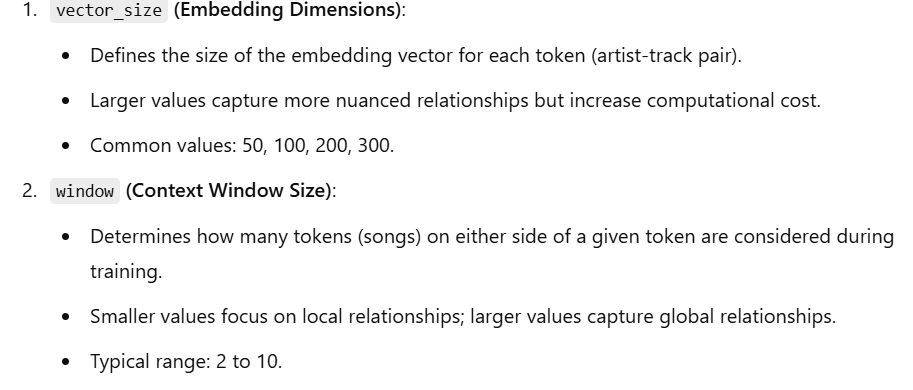 1. vector_size (Embedding Dimensions):
• Defines the size of the embedding vector for each token (artist-track pair).
• Larger values capture more nuanced relationships but increase computational cost.
• Common values: 50, 100, 200, 300.
2. window (Context Window Size):
• Determines how many tokens (songs) on either side of a given token are considered during
training.
• Smaller values focus on local relationships; larger values capture global relationships.
• Typical range: 2 to 10.